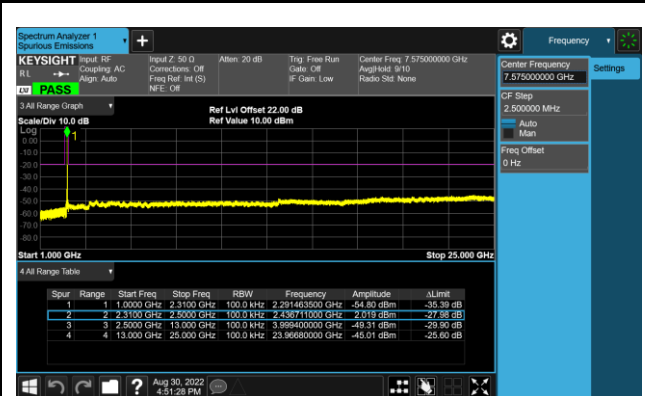 Spectrum Analyzer 1
Spurious Emissions
▼
+
Frequency ▼
KEYSIGHT Input: RF Input Z: 50 Ω Atten: 20 dB Trig: Free Run Center Freq: 7.575000000 GHz
RL Coupling: AC Corrections: Off Gate: Off Avg|Hold: 9/10
Align: Auto Freq Ref: Int (S) IF Gain: Low Radio Std: None
LXI PASS NFE: Off
Center Frequency
7.575000000 GHz
Settings
CF Step
2.500000 MHz
Auto
Man
Freq Offset
0 Hz
3 All Range Graph ▼
Ref Lvl Offset 22.00 dB
Scale/Div 10.0 dB Ref Value 10.00 dBm
Log
1
0.00
-10.0
-20.0
-30.0
-40.0
-50.0
-60.0
-70.0
-80.0
Start 1.000 GHz Stop 25.000 GHz
4 All Range Table ▼
Spur Range Start Freq Stop Freq RBW Frequency Amplitude ΔLimit
1 1 1.0000 GHz 2.3100 GHz 100.0 kHz 2.291463500 GHz -54.80 dBm -35.39 dB
2 2 2.3100 GHz 2.5000 GHz 100.0 kHz 2.436711000 GHz 2.019 dBm -27.98 dB
3 3 2.5000 GHz 13.000 GHz 100.0 kHz 3.999400000 GHz -49.31 dBm -29.90 dB
4 4 13.000 GHz 25.000 GHz 100.0 kHz 23.96680000 GHz -45.01 dBm -25.60 dB
? Aug 30, 2022
4:51:28 PM